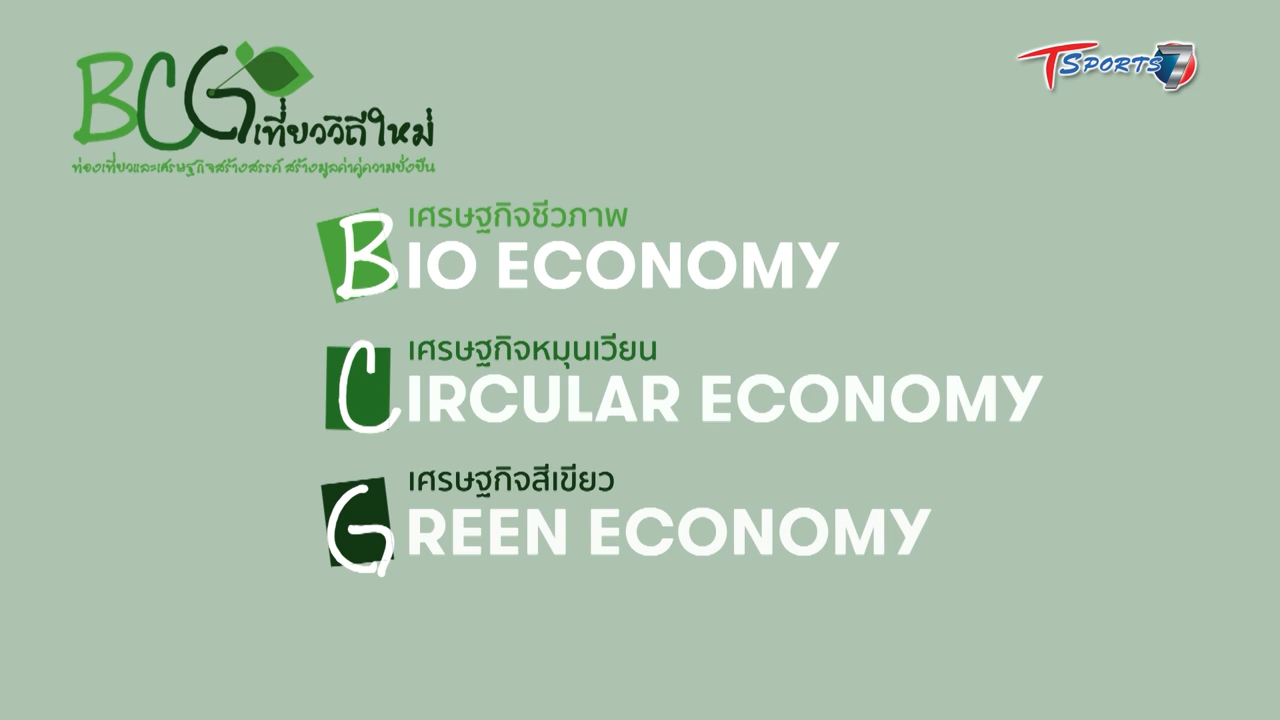 BCG เที่ยววิถีใหม่
ท่องเที่ยวและเศรษฐกิจสร้างสรรค์ สร้างมูลค่าคู่ความยั่งยืน
T SPORTS 7
เศรษฐกิจชีวภาพ
BIO ECONOMY
เศรษฐกิจหมุนเวียน
CIRCULAR ECONOMY
เศรษฐกิจสีเขียว
GREEN ECONOMY